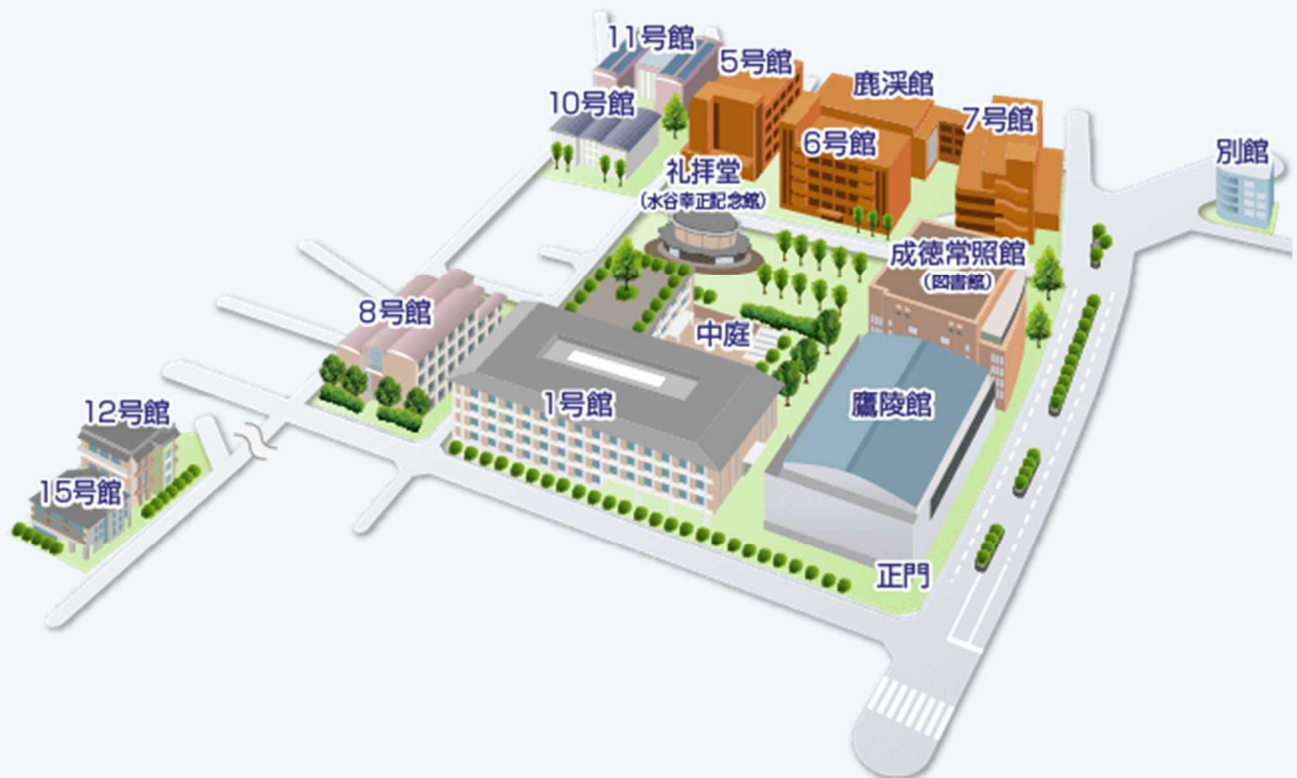 11号館
5号館
鹿渓館
10号館
7号館
6号館
別館
礼拝堂
(水谷幸正記念館)
成徳常照館
(図書館)
8号館
中庭
1号館
鷹陵館
12号館
15号館
正門